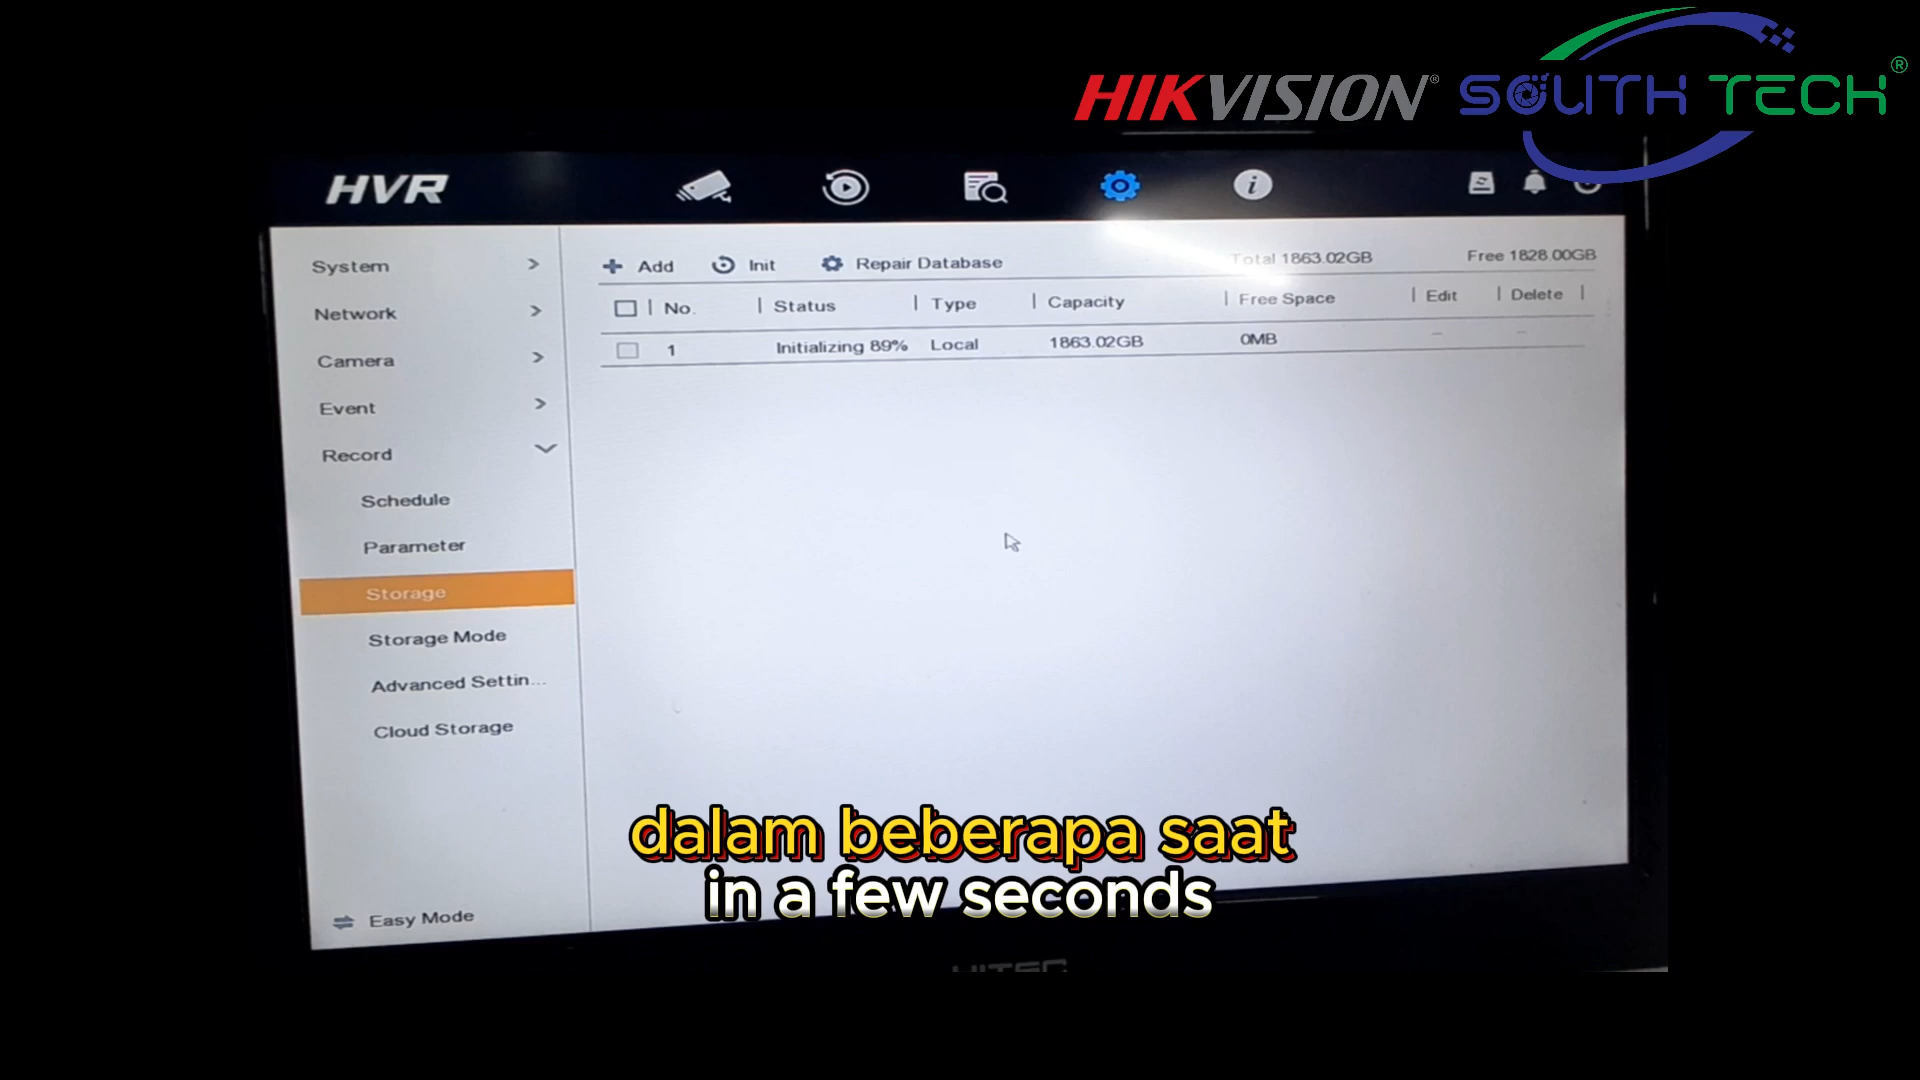 HIKVISION®
SOUTH TECH®
HVR
System
Network
Camera
Event
Record
Schedule
Parameter
Storage
Storage Mode
Advanced Settin...
Cloud Storage
Easy Mode
Add Init Repair Database Total 1863.02GB Free 1828.00GB
No. Status Type Capacity Free Space Edit Delete
1 Initializing 89% Local 1863.02GB 0MB – –
dalam beberapa saat
in a few seconds